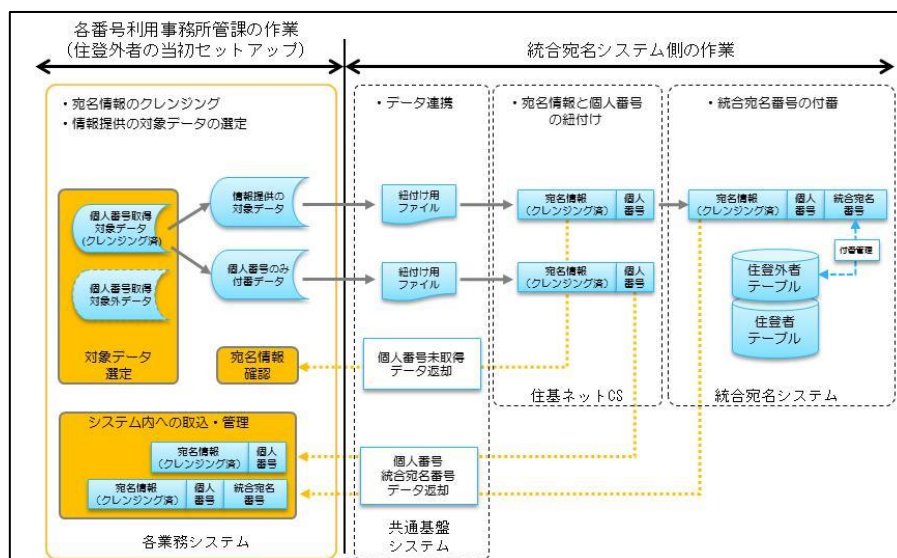 各番号利用事務所管課の作業
(住登外者の当初セットアップ)
統合宛名システム側の作業
・宛名情報のクレンジング
・情報提供の対象データの選定
・データ連携
・宛名情報と個人番号
の紐付け
・統合宛名番号の付番
個人番号取得
対象データ
(クレンジング済)
個人番号取得
対象外データ
対象データ
選定
情報提供の
対象データ
個人番号のみ
付番データ
宛名情報
確認
紐付け用
ファイル
紐付け用
ファイル
宛名情報
(クレンジング済)
個人
番号
宛名情報
(クレンジング済)
個人
番号
宛名情報
(クレンジング済)
個人
番号
統合宛名
番号
付番管理
住登外者
テーブル
住登者
テーブル
個人番号未取得
データ返却
住基ネットCS
統合宛名システム
システム内への取込・管理
宛名情報
(クレンジング済)
個人
番号
宛名情報
(クレンジング済)
個人
番号
統合宛名
番号
個人番号
統合宛名番号
データ返却
各業務システム
共通基盤
システム